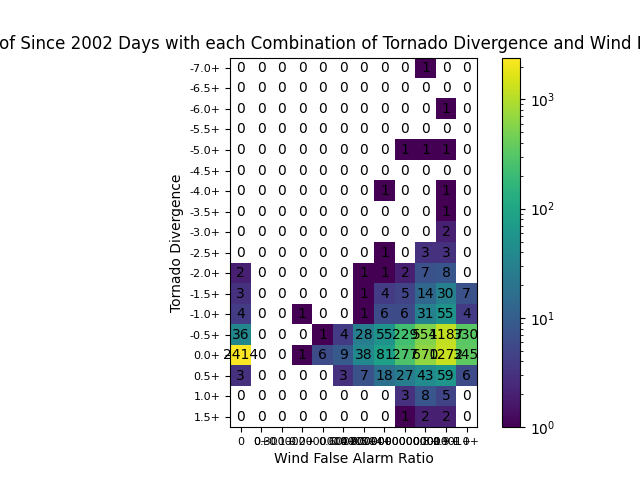 of Since 2002 Days with each Combination of Tornado Divergence and Wind
-7.0+ 0 0 0 0 0 0 0 0 0 1 0 0
-6.5+ 0 0 0 0 0 0 0 0 0 0 0 0
-6.0+ 0 0 0 0 0 0 0 0 0 0 1 0
-5.5+ 0 0 0 0 0 0 0 0 0 0 0 0
-5.0+ 0 0 0 0 0 0 0 0 1 1 1 0
-4.5+ 0 0 0 0 0 0 0 0 0 0 0 0
-4.0+ 0 0 0 0 0 0 0 1 0 0 1 0
-3.5+ 0 0 0 0 0 0 0 0 0 0 1 0
-3.0+ 0 0 0 0 0 0 0 0 0 0 2 0
-2.5+ 0 0 0 0 0 0 0 1 0 3 3 0
-2.0+ 2 0 0 0 0 0 1 1 2 7 8 0
-1.5+ 3 0 0 0 0 0 1 4 5 14 30 7
-1.0+ 4 0 0 1 0 0 1 6 6 31 55 4
-0.5+ 36 0 0 0 1 4 28 55 229
0.0+ 2414 0 0 1 6 9 38 81 277
0.5+ 3 0 0 0 0 3 7 18 27 43 59 6
1.0+ 0 0 0 0 0 0 0 0 3 8 5 0
1.5+ 0 0 0 0 0 0 0 0 1 2 2 0
0
Wind False Alarm Ratio
Tornado Divergence
10³
10²
10¹
10⁰